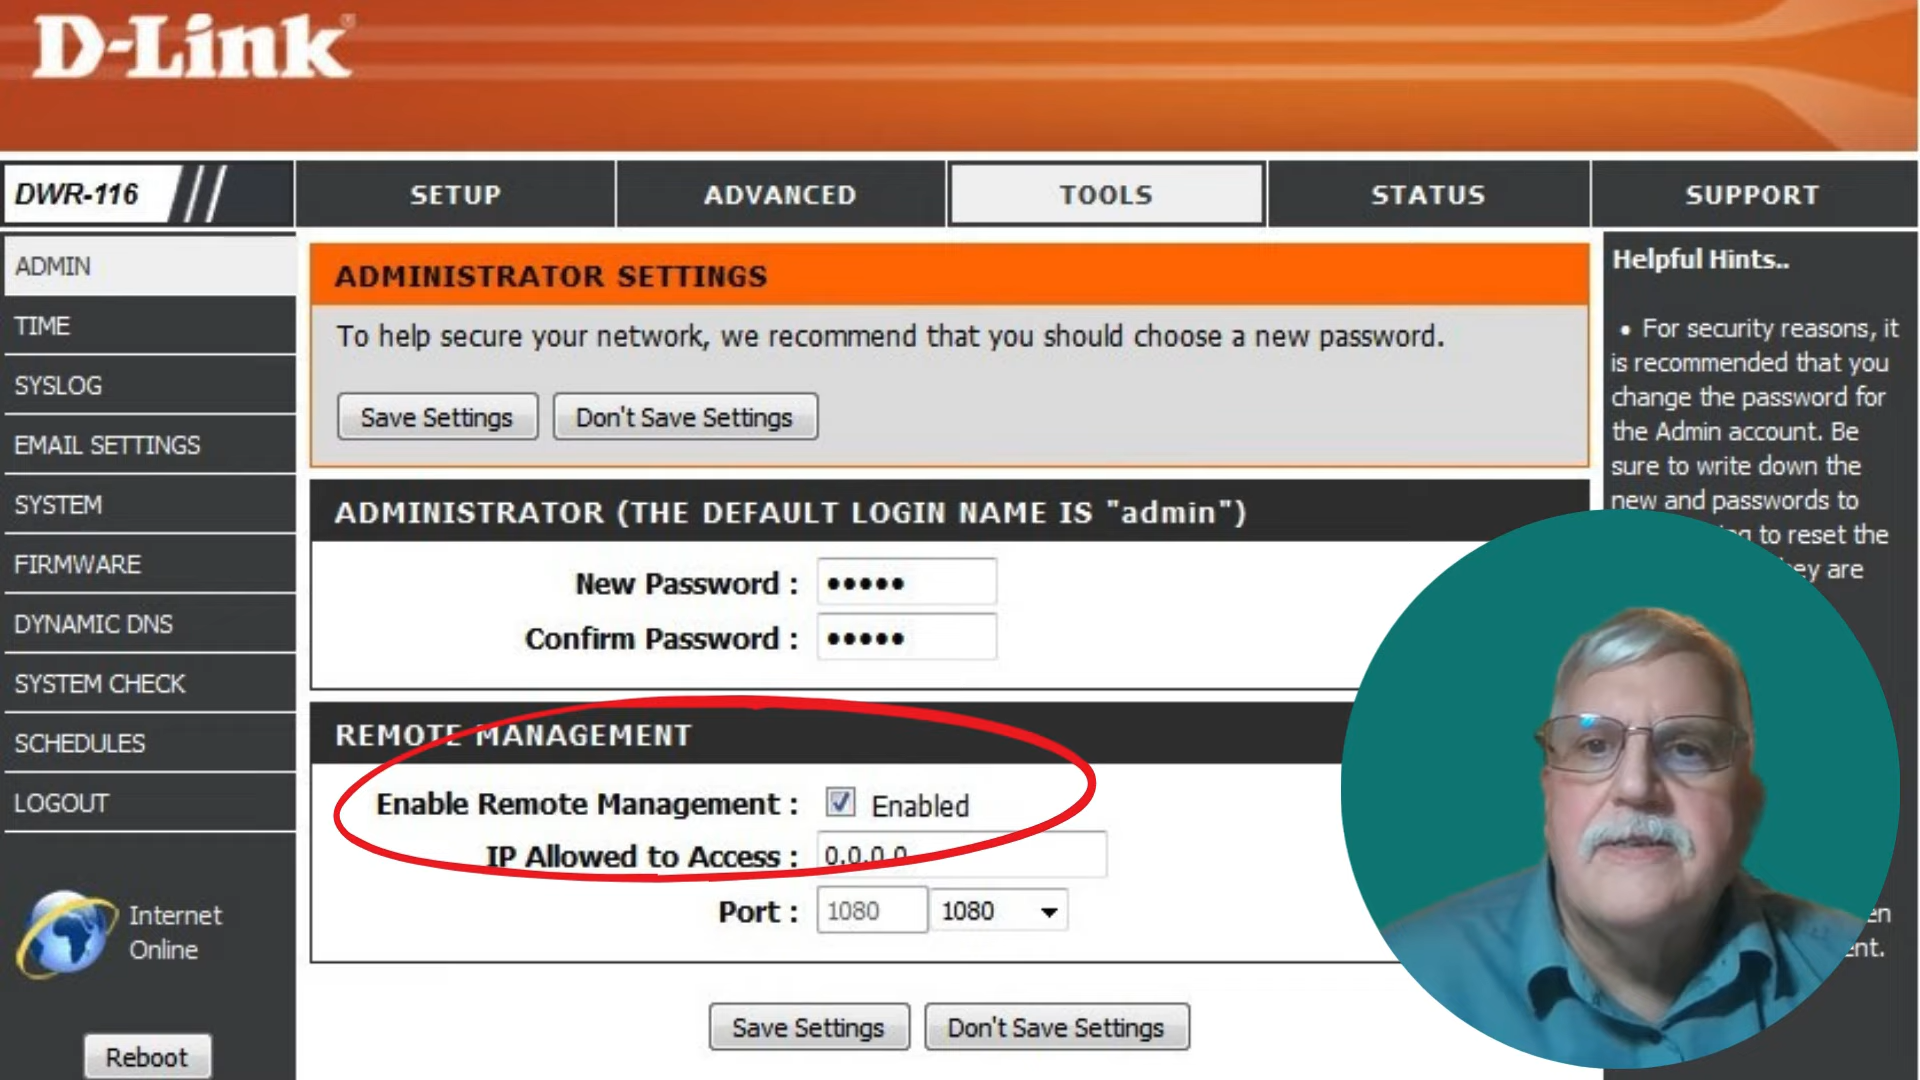 D-Link
DWR-116
SETUP
ADVANCED
TOOLS
STATUS
SUPPORT
ADMIN
TIME
SYSLOG
EMAIL SETTINGS
SYSTEM
FIRMWARE
DYNAMIC DNS
SYSTEM CHECK
SCHEDULES
LOGOUT
Internet
Online
Reboot
ADMINISTRATOR SETTINGS
To help secure your network, we recommend that you should choose a new password.
Save Settings
Don't Save Settings
ADMINISTRATOR (THE DEFAULT LOGIN NAME IS "admin")
New Password : •••••
Confirm Password : •••••
REMOTE MANAGEMENT
Enable Remote Management : Enabled
IP Allowed to Access : 0.0.0.0
Port : 1080 1080
Save Settings
Don't Save Settings
Helpful Hints..
• For security reasons, it
is recommended that you
change the password for
the Admin account. Be
sure to write down the
new and passwords to
to reset the
are